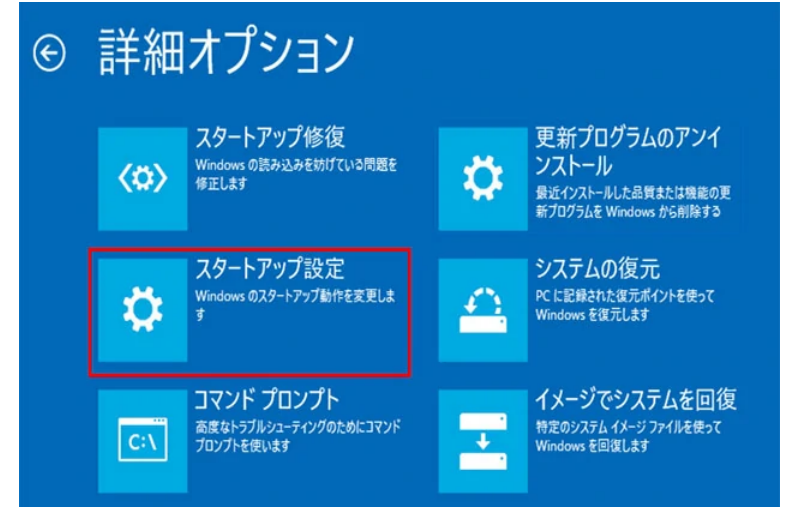 詳細オプション
スタートアップ修復
Windows の読み込みを妨げている問題を
修正します
更新プログラムのアンイ
ンストール
最近インストールした品質または機能の更
新プログラムを Windows から削除する
スタートアップ設定
Windows のスタートアップ動作を変更しま
す
システムの復元
PC に記録された復元ポイントを使って
Windows を復元します
コマンド プロンプト
高度なトラブルシューティングのためにコマンド
プロンプトを使います
C:\
イメージでシステムを回復
特定のシステム イメージ ファイルを使って
Windows を回復します